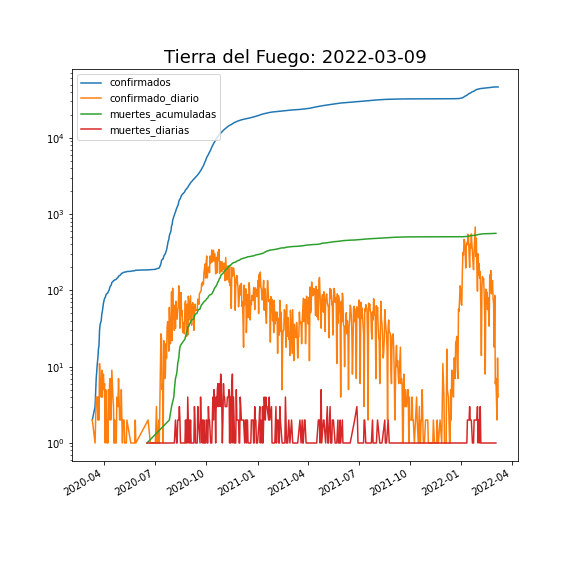 Tierra del Fuego: 2022-03-09
confirmados
confirmado_diario
muertes_acumuladas
muertes_diarias
10^4
10^3
10^2
10^1
10^0
2020-04
2020-07
2020-10
2021-01
2021-04
2021-07
2021-10
2022-01
2022-04